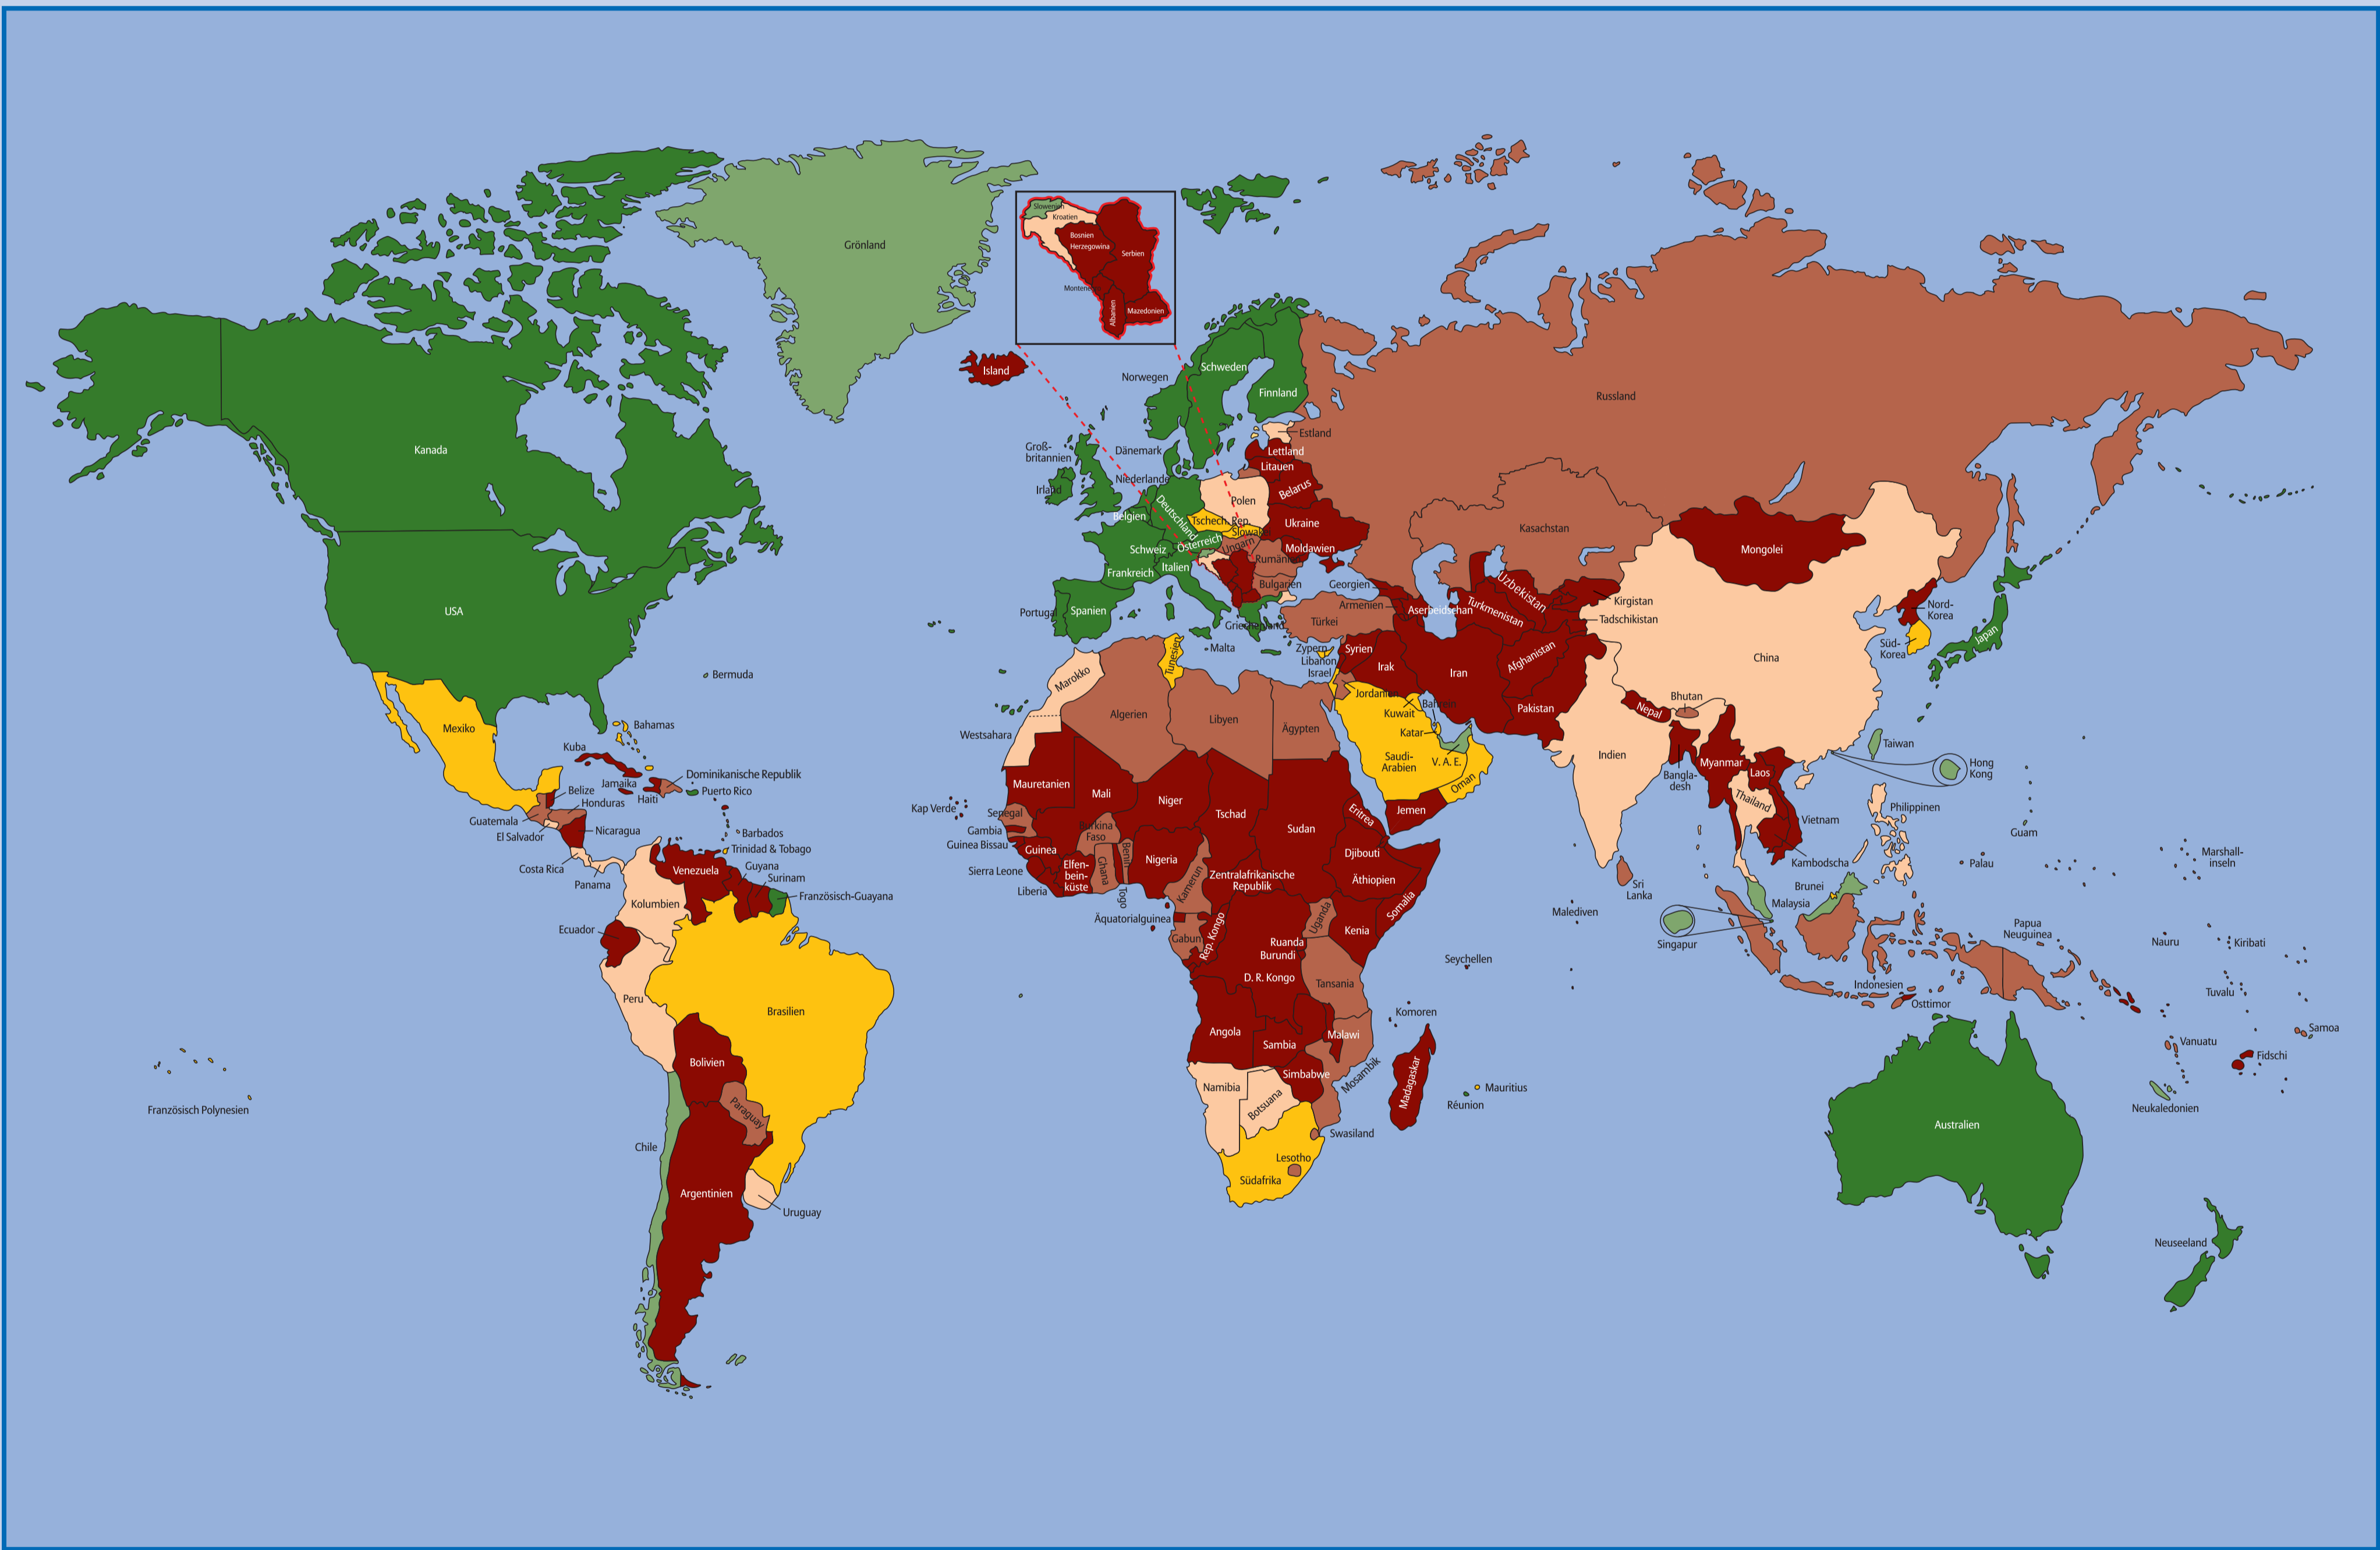 Grönland
Slowenien
Kroatien
Bosnien
Herzegowina
Serbien
Albanien
Mazedonien
Island
Norwegen
Schweden
Finnland
Russland
Kanada
USA
Groß-
britannien
Irland
Dänemark
Niederlande
Belgien
Deutschland
Estland
Lettland
Litauen
Belarus
Polen
Tschech. Rep.
Ukraine
Österreich
Ungarn
Moldawien
Rumänien
Bulgarien
Schweiz
Frankreich
Italien
Portugal
Spanien
Griechenland
Malta
Georgien
Armenien
Aserbeidschan
Türkei
Zypern
Libanon
Israel
Syrien
Irak
Iran
Jordanien
Kuwait
Bahrein
Katar
Saudi-
Arabien
V. A. E.
Oman
Jemen
Kasachstan
Uzbekistan
Turkmenistan
Kirgistan
Tadschikistan
Afghanistan
Pakistan
Mongolei
China
Nord-
Korea
Süd-
Korea
Japan
Nepal
Bhutan
Indien
Bangla-
desh
Myanmar
Laos
Thailand
Vietnam
Kambodscha
Taiwan
Hong
Kong
Philippinen
Guam
Palau
Marshall-
inseln
Sri
Lanka
Malediven
Brunei
Malaysia
Singapur
Indonesien
Osttimor
Papua
Neuguinea
Nauru
Kiribati
Tuvalu
Samoa
Vanuatu
Fidschi
Neukaledonien
Australien
Neuseeland
Bermuda
Mexiko
Bahamas
Kuba
Jamaika
Haiti
Dominikanische Republik
Puerto Rico
Belize
Honduras
Guatemala
El Salvador
Nicaragua
Costa Rica
Panama
Barbados
Trinidad & Tobago
Venezuela
Guyana
Surinam
Französisch-Guayana
Kolumbien
Ecuador
Peru
Brasilien
Bolivien
Paraguay
Chile
Argentinien
Uruguay
Französisch Polynesien
Marokko
Westsahara
Algerien
Tunesien
Libyen
Ägypten
Mauretanien
Mali
Niger
Tschad
Sudan
Eritrea
Djibouti
Äthiopien
Somalia
Kap Verde
Senegal
Gambia
Guinea Bissau
Guinea
Sierra Leone
Liberia
Elfen-
bein-
küste
Burkina
Faso
Ghana
Togo
Benin
Nigeria
Kamerun
Zentralafrikanische
Republik
Äquatorialguinea
Gabun
Rep. Kongo
D. R. Kongo
Uganda
Kenia
Ruanda
Burundi
Tansania
Seychellen
Komoren
Angola
Sambia
Malawi
Mosambik
Simbabwe
Namibia
Botsuana
Madagaskar
Mauritius
Réunion
Swasiland
Lesotho
Südafrika